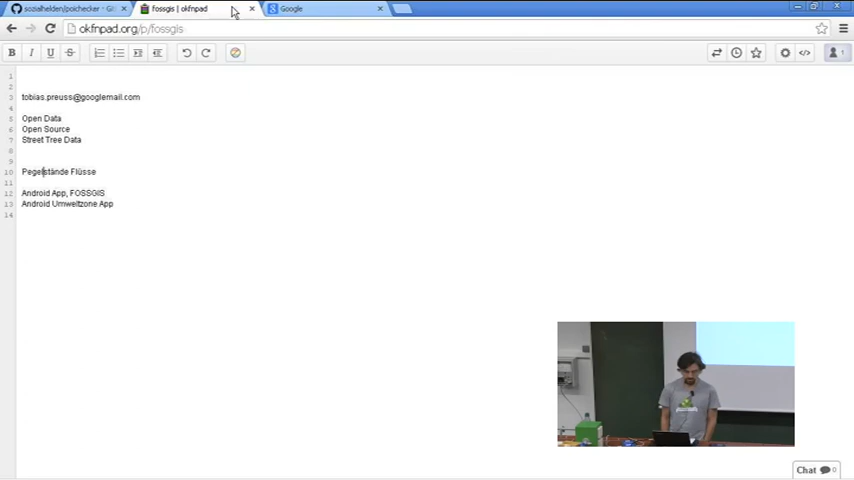 sozialhelden/poichecker · Gi
fossgis | okfnpad
Google
okfnpad.org/p/fossgis
B I U S
1
1
2
3 tobias.preuss@googlemail.com
4
5 Open Data
6 Open Source
7 Street Tree Data
8
9
10 Pegelstände Flüsse
11
12 Android App, FOSSGIS
13 Android Umweltzone App
14
Chat 0